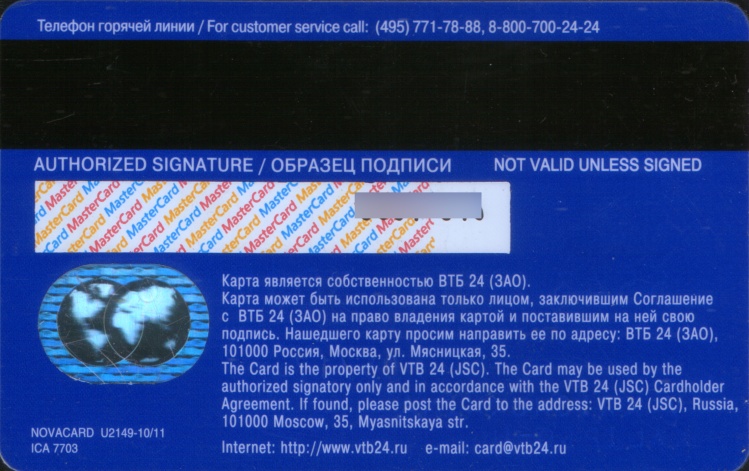 Телефон горячей линии / For customer service call: (495) 771-78-88, 8-800-700-24-24
AUTHORIZED SIGNATURE / ОБРАЗЕЦ ПОДПИСИ NOT VALID UNLESS SIGNED
MasterCard MasterCard MasterCard MasterCard MasterCard
Карта является собственностью ВТБ 24 (ЗАО).
Карта может быть использована только лицом, заключившим Соглашение
с ВТБ 24 (ЗАО) на право владения картой и поставившим на ней свою
подпись. Нашедшего карту просим направить ее по адресу: ВТБ 24 (ЗАО),
101000 Россия, Москва, ул. Мясницкая, 35.
The Card is the property of VTB 24 (JSC). The Card may be used by the
authorized signatory only and in accordance with the VTB 24 (JSC) Cardholder
Agreement. If found, please post the Card to the address: VTB 24 (JSC), Russia,
101000 Moscow, 35, Myasnitskaya str.
NOVACARD U2149-10/11
ICA 7703
Internet: http://www.vtb24.ru e-mail: card@vtb24.ru